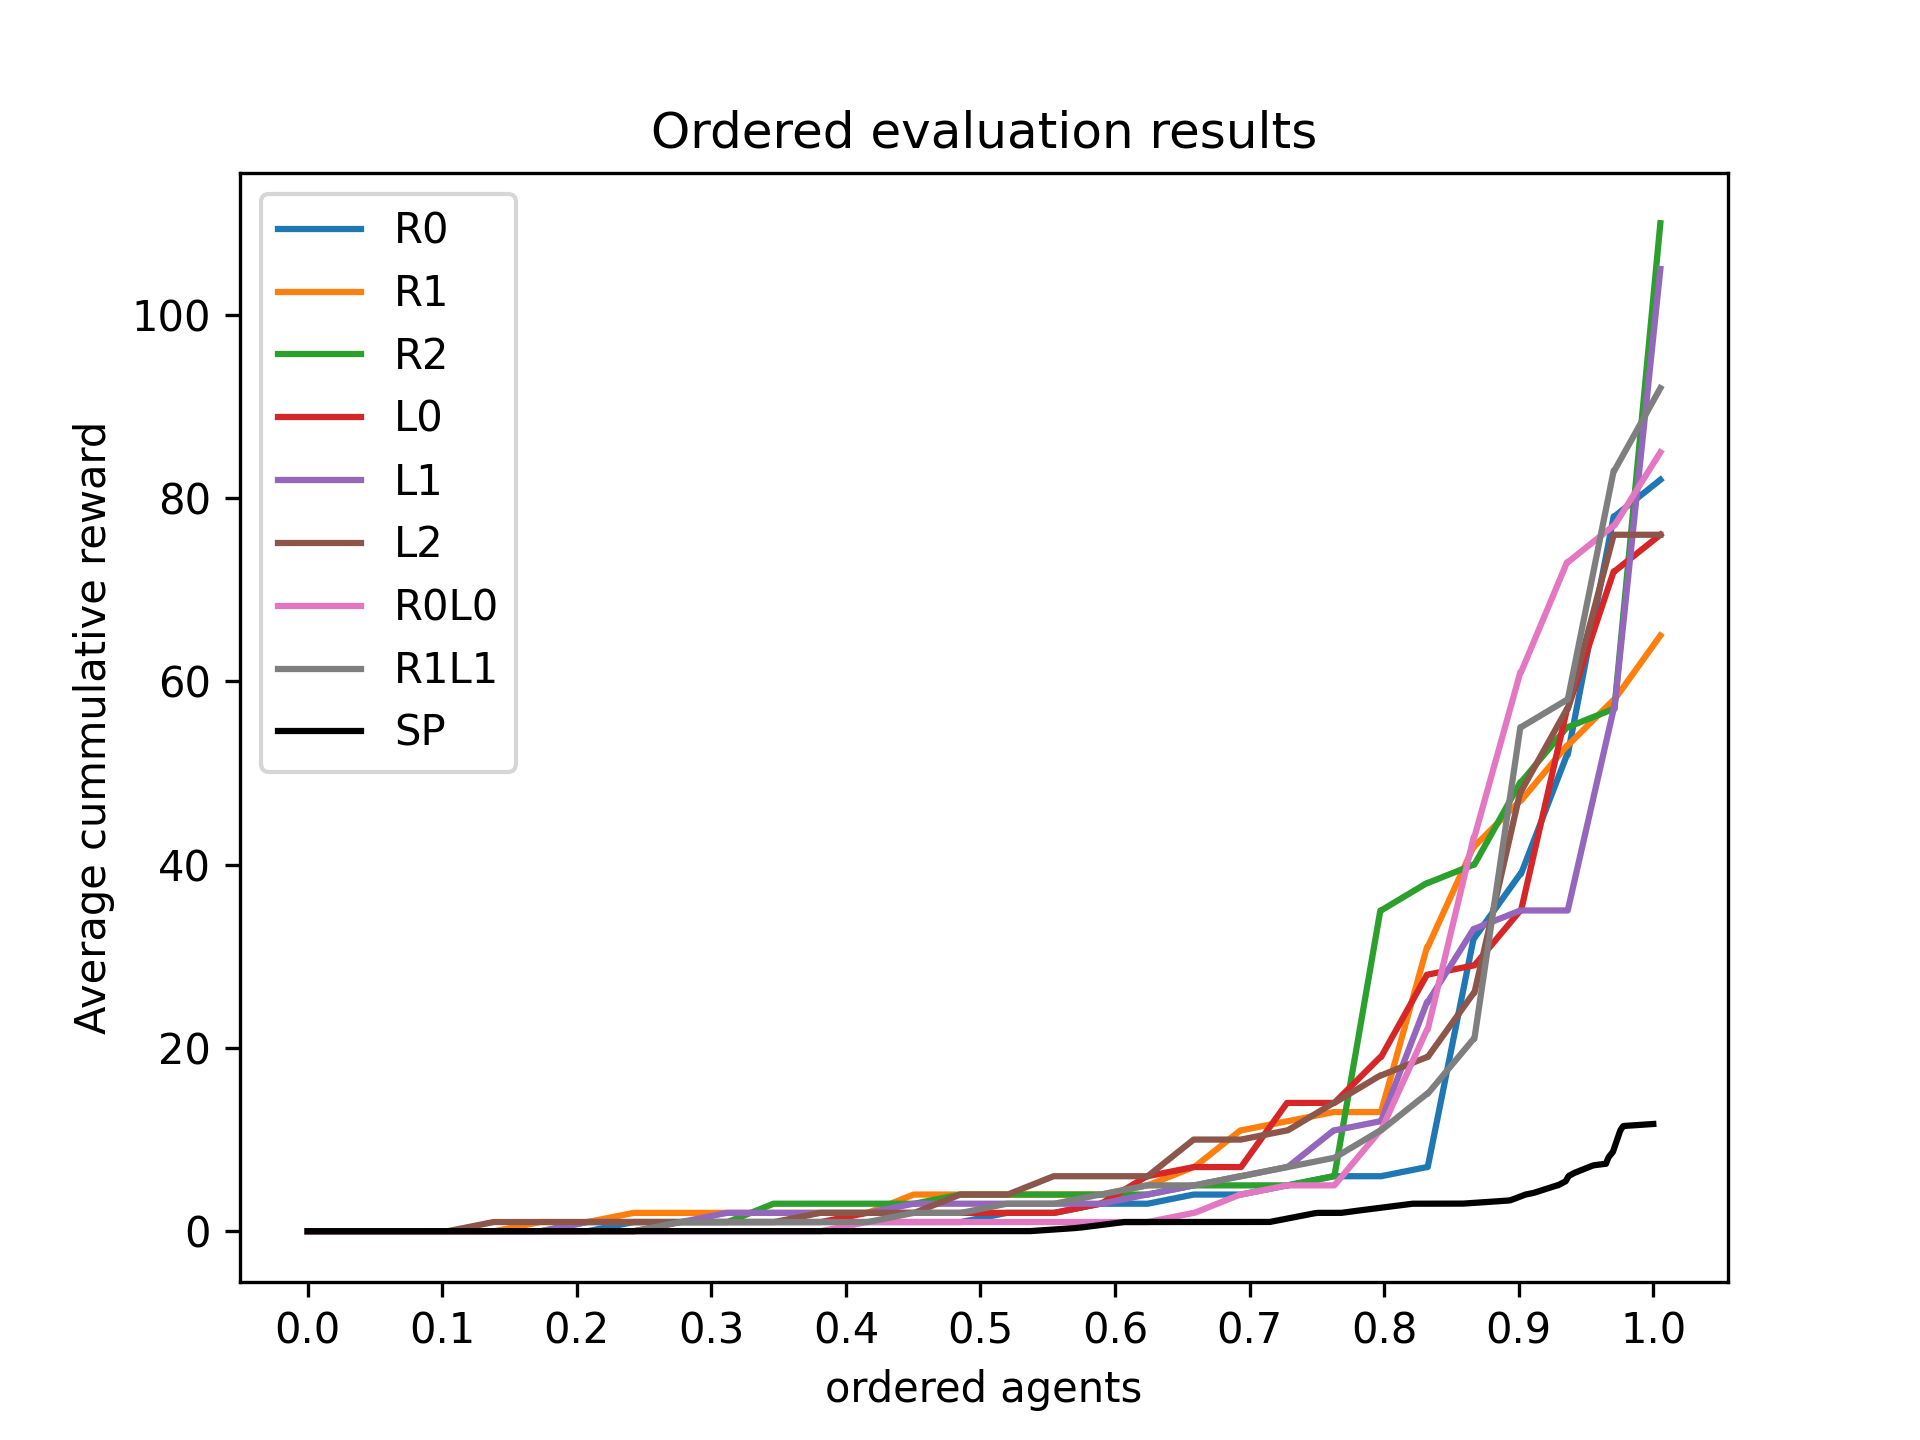 Ordered evaluation results
Average cummulative reward
100
80
60
40
20
0
R0
R1
R2
L0
L1
L2
R0L0
R1L1
SP
0.0 0.1 0.2 0.3 0.4 0.5 0.6 0.7 0.8 0.9 1.0
ordered agents